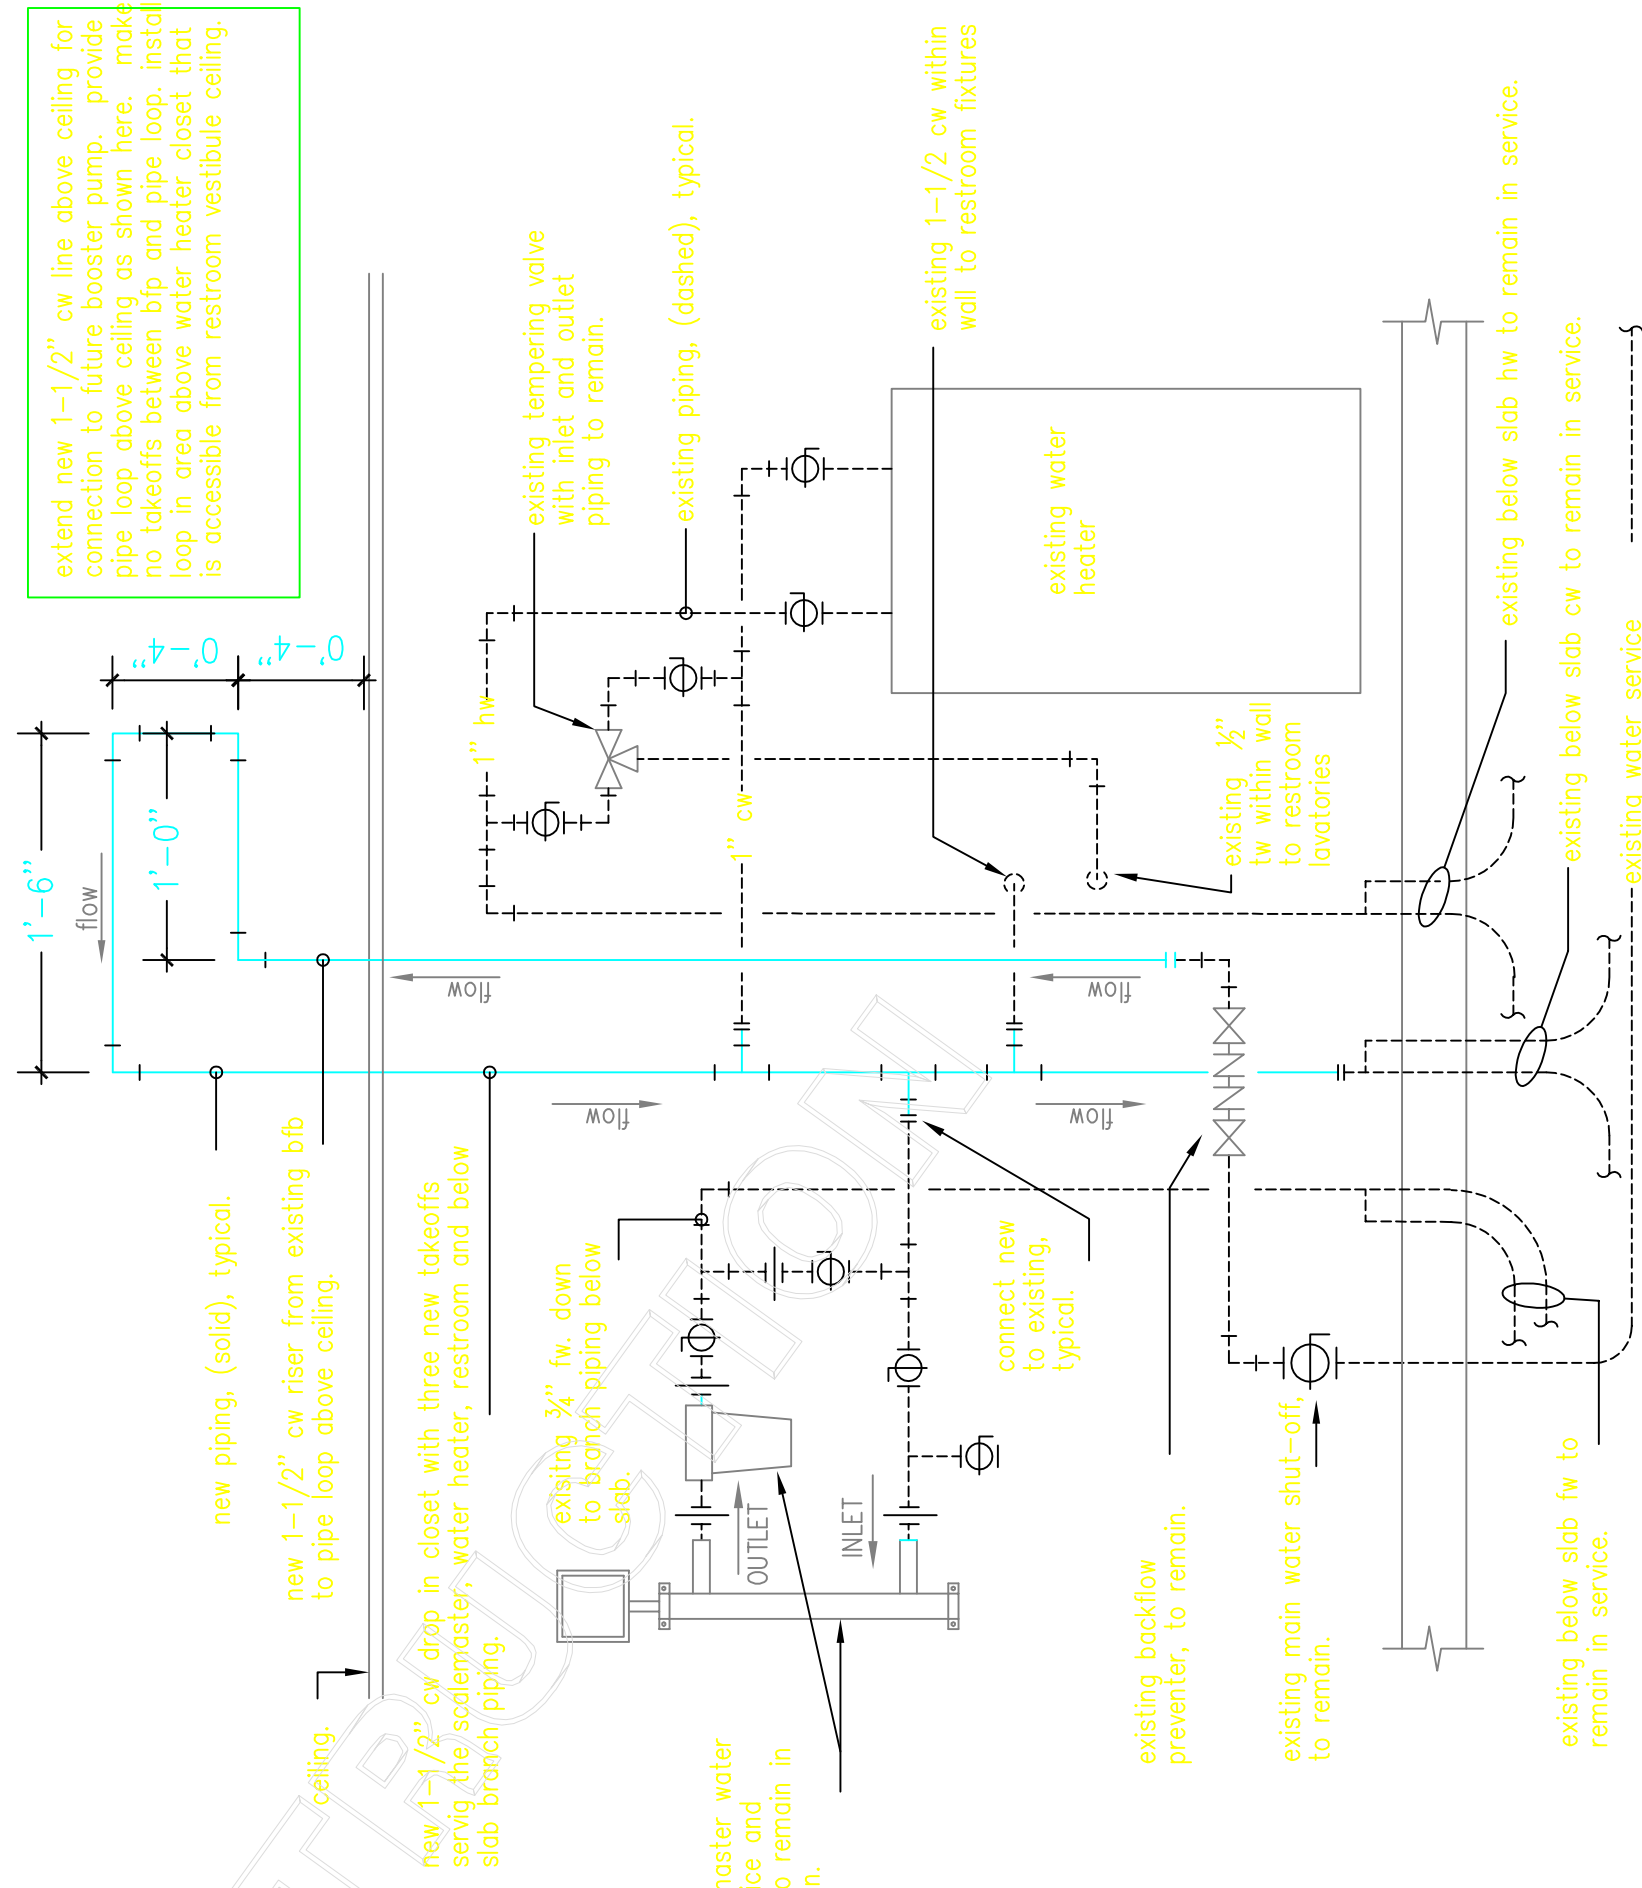 extend new 1-1/2" cw line above ceiling for
connection to future booster pump. provide
pipe loop above ceiling as shown here. make
no takeoffs between bfp and pipe loop. install
loop in area above water heater closet that
is accessible from restroom vestibule ceiling.
0'-4"
0'-4"
1'-6"
flow
1'-0"
new piping, (solid), typical.
new 1-1/2" cw riser from existing bfb
to pipe loop above ceiling.
ceiling.
new 1-1/2" cw drop in closet with three new takeoffs
servig the scalemaster, water heater, restroom and below
slab branch piping.
existing tempering valve
with inlet and outlet
piping to remain.
existing piping, (dashed), typical.
1" hw
1" cw
flow
flow
flow
flow
exisitng ¾" fw. down
to branch piping below
slab.
OUTLET
INLET
master water
ice and
o remain in
n.
existing 1-1/2 cw within
wall to restroom fixtures
existing water
heater
existing ½"
tw within wall
to restroom
lavatories
connect new
to existing,
typical.
existing backflow
preventer, to remain.
existing main water shut-off,
to remain.
existing below slab hw to remain in service.
existing below slab cw to remain in service.
existing water service
existing below slab fw to
remain in service.
TRUCTION